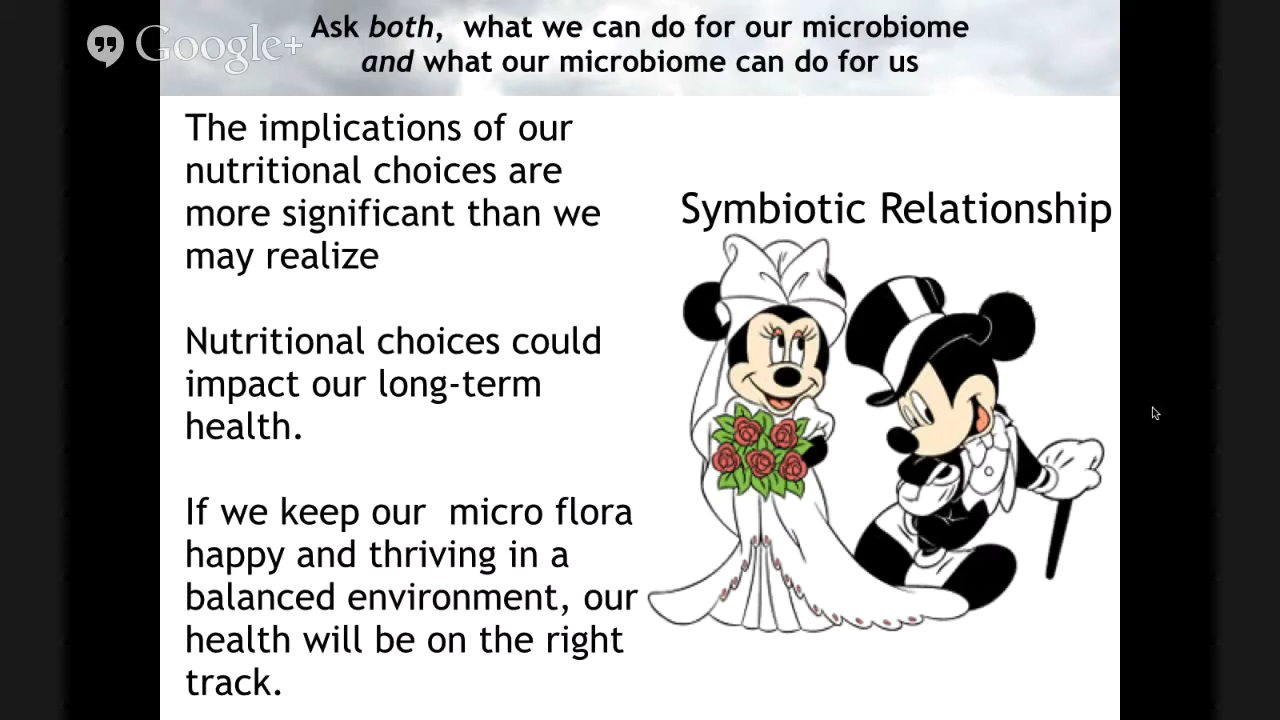 Google+
Ask both, what we can do for our microbiome
and what our microbiome can do for us
The implications of our
nutritional choices are
more significant than we
may realize
Nutritional choices could
impact our long-term
health.
If we keep our micro flora
happy and thriving in a
balanced environment, our
health will be on the right
track.
Symbiotic Relationship